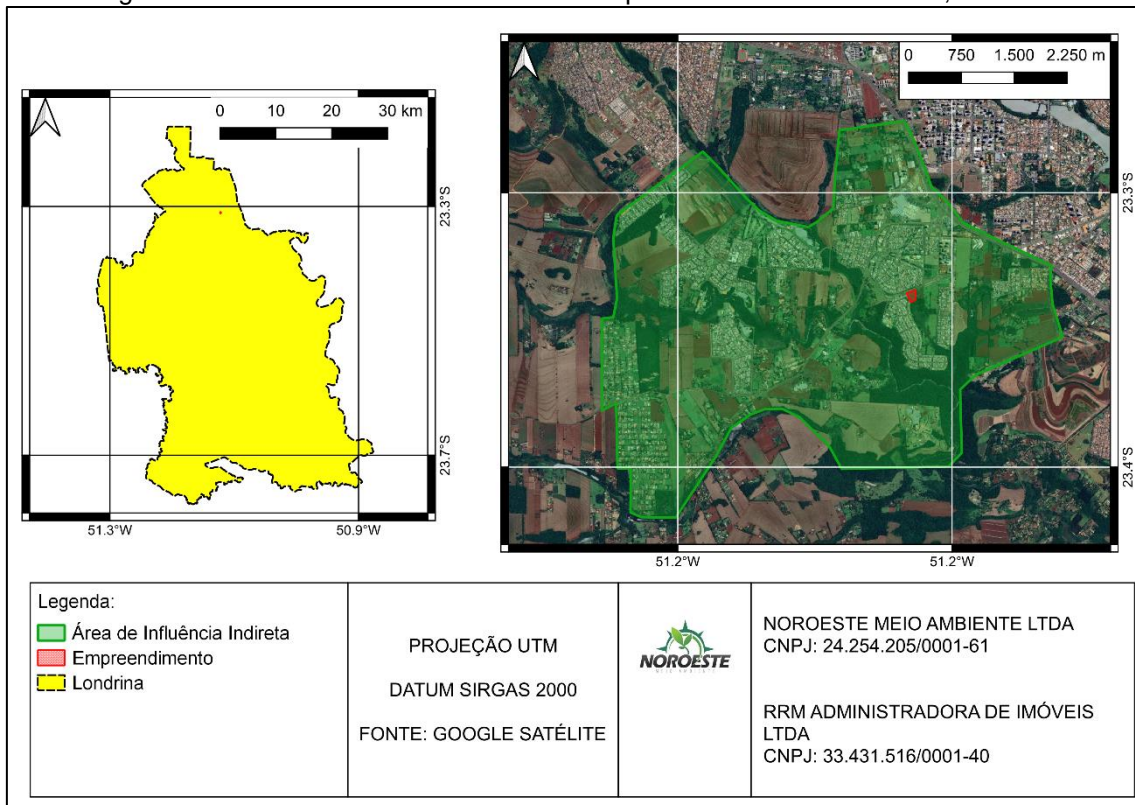 0 10 20 30 km
23.3°S
23.7°S
51.3°W 50.9°W
0 750 1.500 2.250 m
23.3°S
23.4°S
51.2°W 51.2°W
Legenda:
Área de Influência Indireta
Empreendimento
Londrina
PROJEÇÃO UTM
DATUM SIRGAS 2000
FONTE: GOOGLE SATÉLITE
NOROESTE
NOROESTE MEIO AMBIENTE LTDA
CNPJ: 24.254.205/0001-61
RRM ADMINISTRADORA DE IMÓVEIS
LTDA
CNPJ: 33.431.516/0001-40